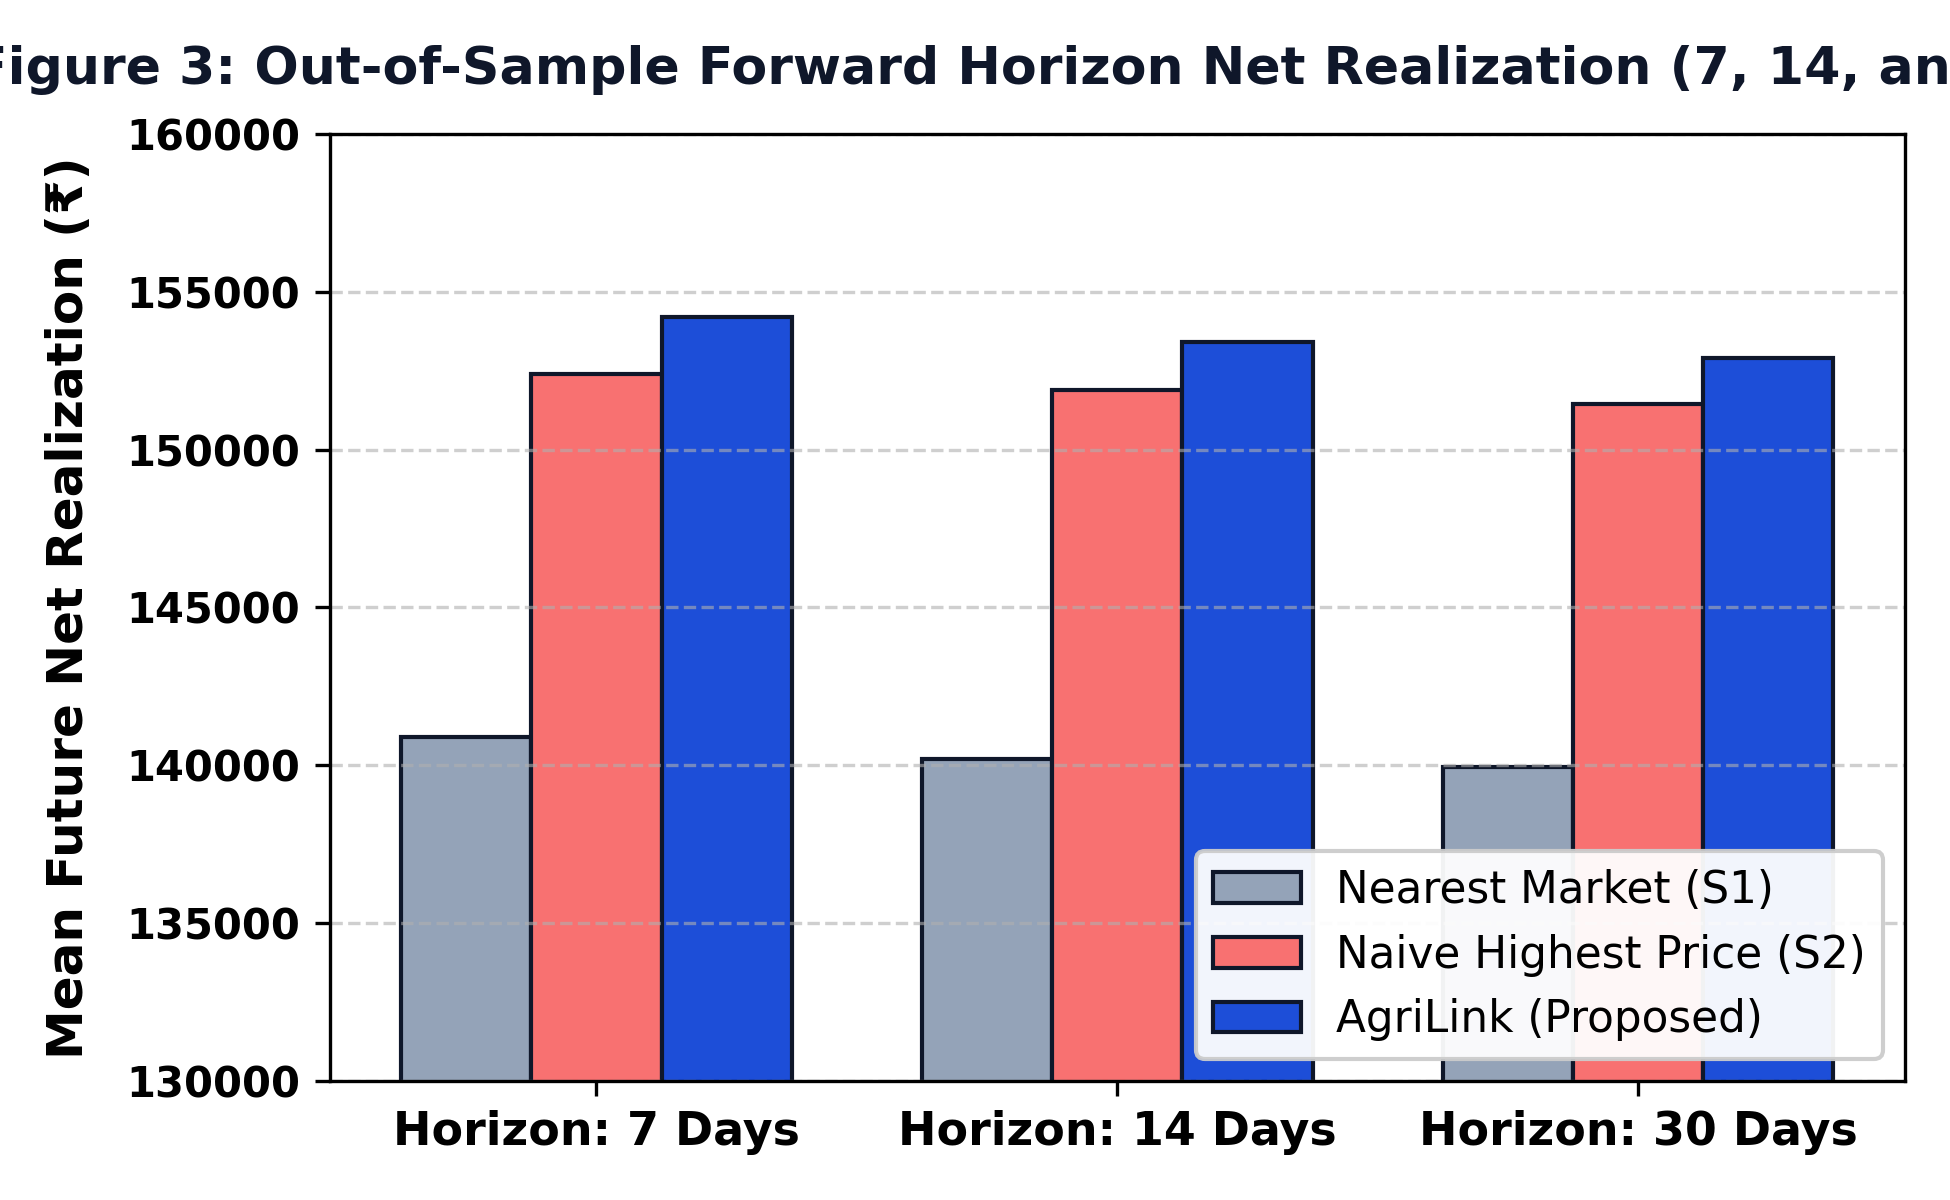 Figure 3: Out-of-Sample Forward Horizon Net Realization (7, 14, an
Mean Future Net Realization (₹)
160000
155000
150000
145000
140000
135000
130000
Nearest Market (S1)
Naive Highest Price (S2)
AgriLink (Proposed)
Horizon: 7 Days
Horizon: 14 Days
Horizon: 30 Days